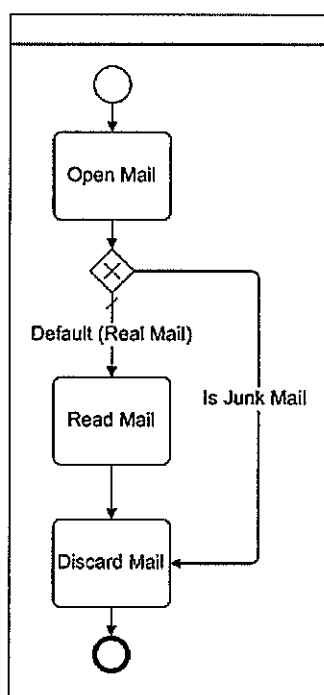 Open Mail
Default (Real Mail)
Is Junk Mail
Read Mail
Discard Mail